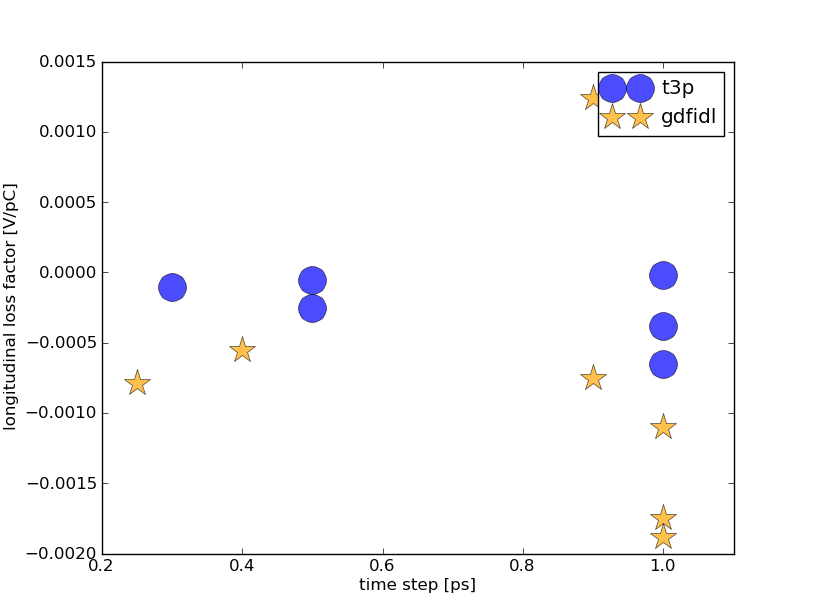 0.0015
0.0010
0.0005
0.0000
−0.0005
−0.0010
−0.0015
−0.0020
longitudinal loss factor [V/pC]
t3p
gdfidl
0.2 0.4 0.6 0.8 1.0
time step [ps]